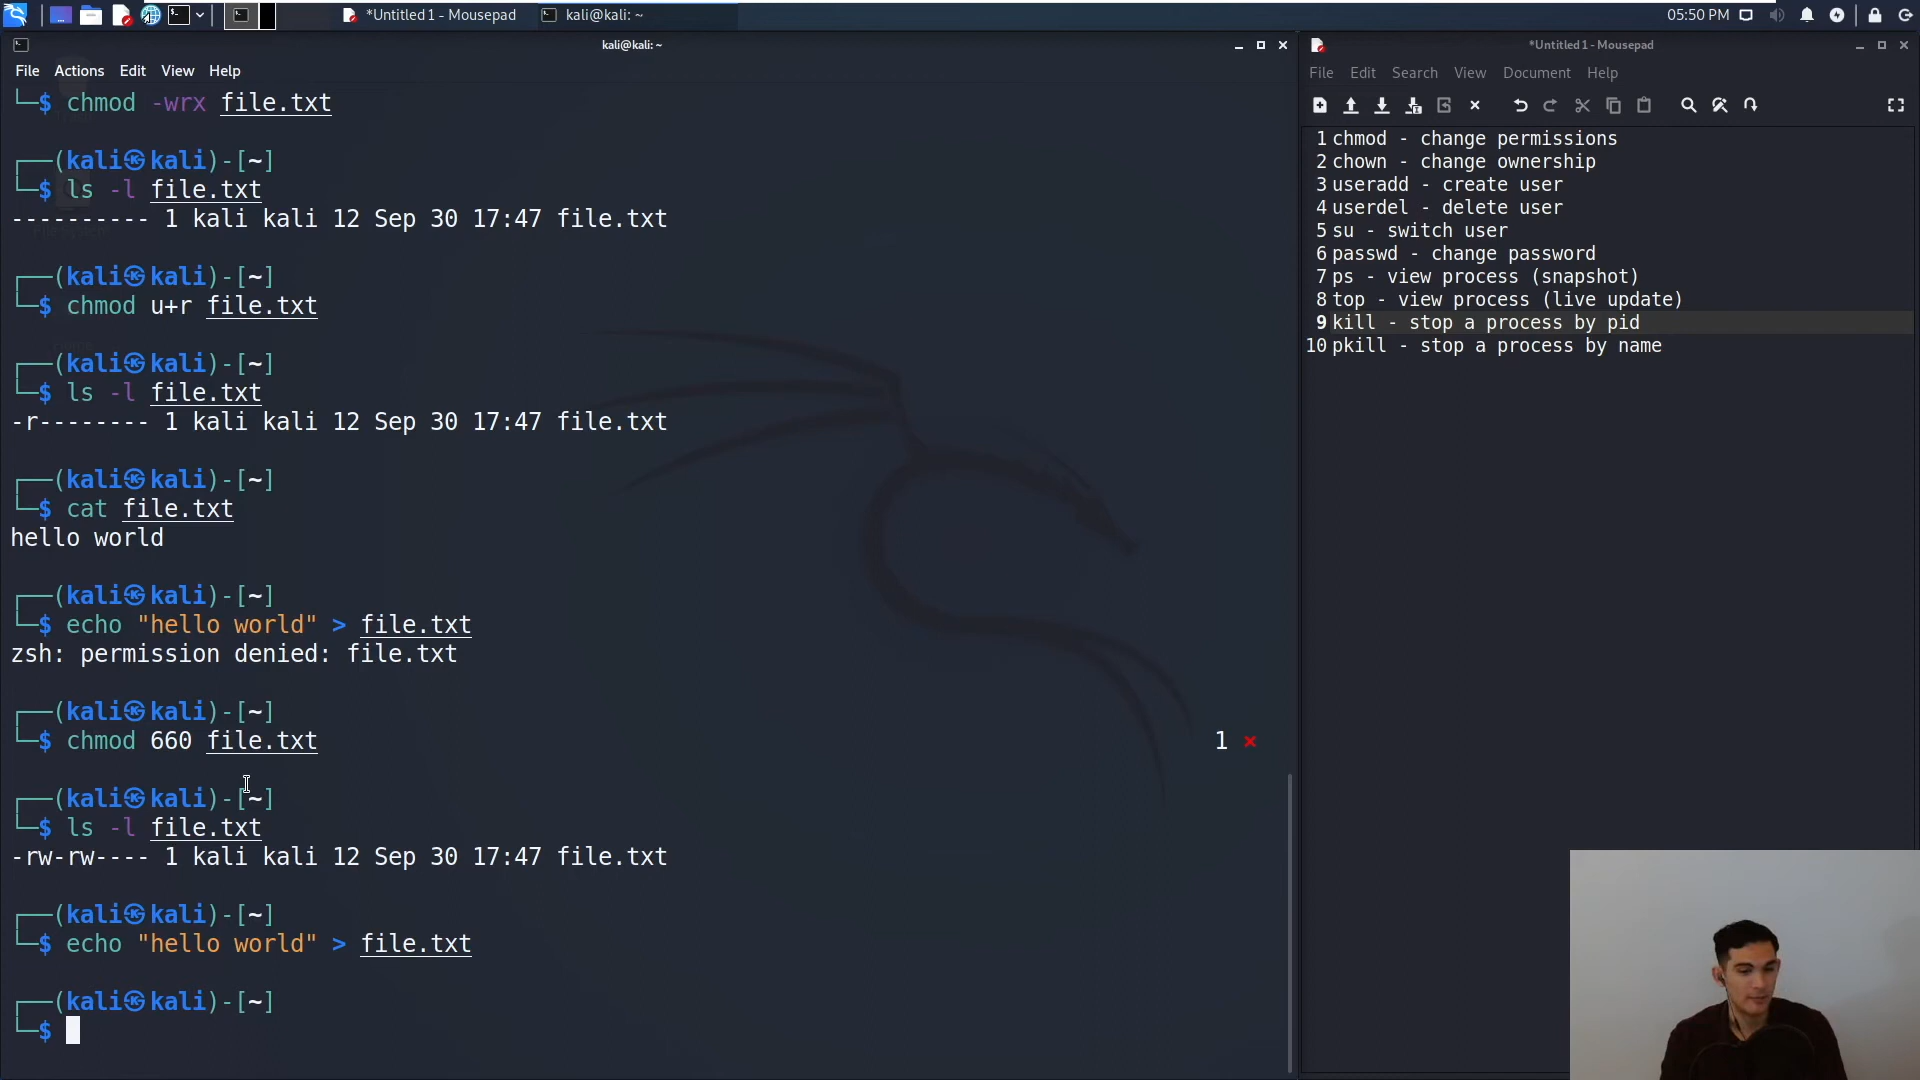 *Untitled 1 - Mousepad
kali@kali: ~
05:50 PM
kali@kali: ~
File Actions Edit View Help
└─$ chmod -wrx file.txt
┌──(kali㉿kali)-[~]
└─$ ls -l file.txt
---------- 1 kali kali 12 Sep 30 17:47 file.txt
┌──(kali㉿kali)-[~]
└─$ chmod u+r file.txt
┌──(kali㉿kali)-[~]
└─$ ls -l file.txt
-r-------- 1 kali kali 12 Sep 30 17:47 file.txt
┌──(kali㉿kali)-[~]
└─$ cat file.txt
hello world
┌──(kali㉿kali)-[~]
└─$ echo "hello world" > file.txt
zsh: permission denied: file.txt
┌──(kali㉿kali)-[~]
└─$ chmod 660 file.txt 1 ×
┌──(kali㉿kali)-[~]
└─$ ls -l file.txt
-rw-rw---- 1 kali kali 12 Sep 30 17:47 file.txt
┌──(kali㉿kali)-[~]
└─$ echo "hello world" > file.txt
┌──(kali㉿kali)-[~]
└─$
*Untitled 1 - Mousepad
File Edit Search View Document Help
1 chmod - change permissions
2 chown - change ownership
3 useradd - create user
4 userdel - delete user
5 su - switch user
6 passwd - change password
7 ps - view process (snapshot)
8 top - view process (live update)
9 kill - stop a process by pid
10 pkill - stop a process by name